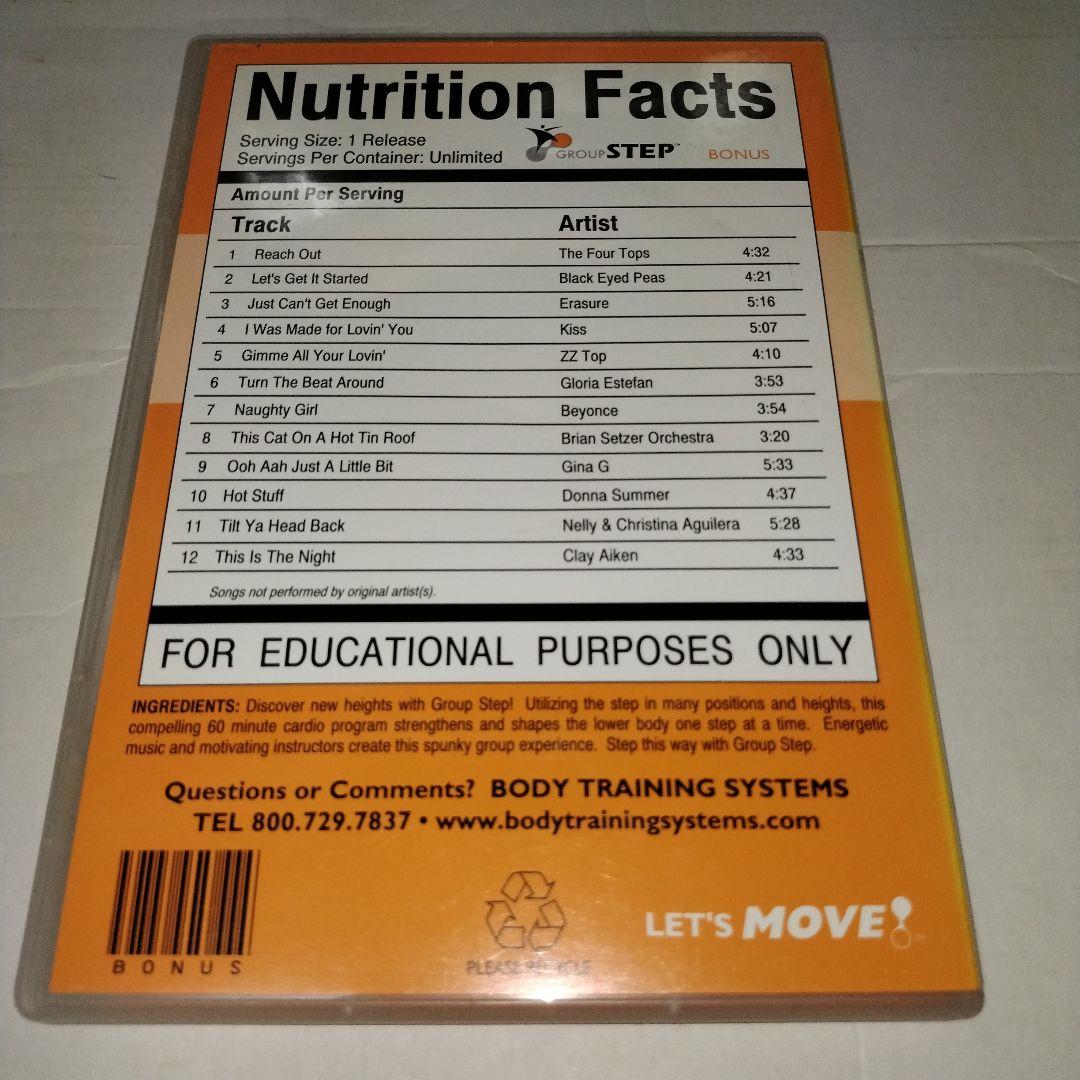 Nutrition Facts
Serving Size: 1 Release
Servings Per Container: Unlimited
GROUP STEP™ BONUS
Amount Per Serving
Track Artist
1 Reach Out The Four Tops 4:32
2 Let's Get It Started Black Eyed Peas 4:21
3 Just Can't Get Enough Erasure 5:16
4 I Was Made for Lovin' You Kiss 5:07
5 Gimme All Your Lovin' ZZ Top 4:10
6 Turn The Beat Around Gloria Estefan 3:53
7 Naughty Girl Beyonce 3:54
8 This Cat On A Hot Tin Roof Brian Setzer Orchestra 3:20
9 Ooh Aah Just A Little Bit Gina G 5:33
10 Hot Stuff Donna Summer 4:37
11 Tilt Ya Head Back Nelly & Christina Aguilera 5:28
12 This Is The Night Clay Aiken 4:33
Songs not performed by original artist(s).
FOR EDUCATIONAL PURPOSES ONLY
INGREDIENTS: Discover new heights with Group Step! Utilizing the step in many positions and heights, this
compelling 60 minute cardio program strengthens and shapes the lower body one step at a time. Energetic
music and motivating instructors create this spunky group experience. Step this way with Group Step.
Questions or Comments? BODY TRAINING SYSTEMS
TEL 800.729.7837 • www.bodytrainingsystems.com
BONUS
PLEASE RECYCLE
LET'S MOVE!